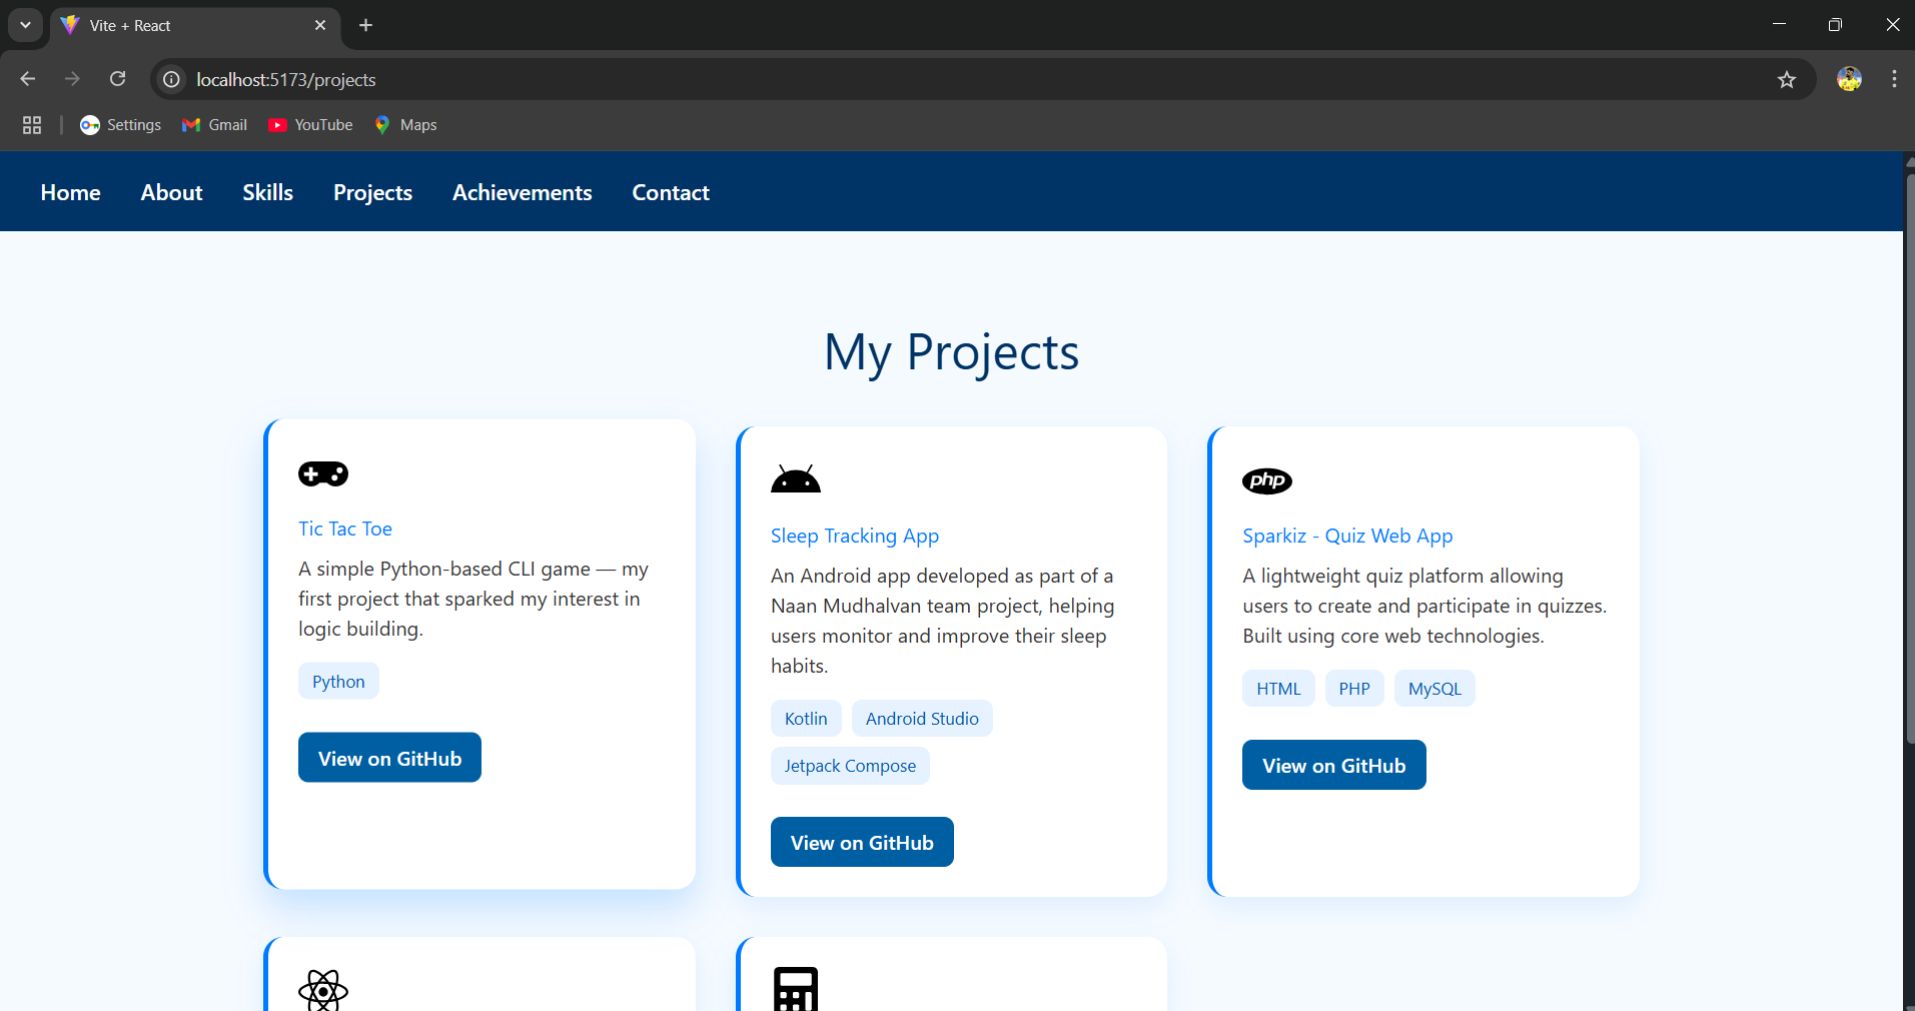 Vite + React
localhost:5173/projects
Settings Gmail YouTube Maps
Home About Skills Projects Achievements Contact
My Projects
Tic Tac Toe
A simple Python-based CLI game — my
first project that sparked my interest in
logic building.
Python
View on GitHub
Sleep Tracking App
An Android app developed as part of a
Naan Mudhalvan team project, helping
users monitor and improve their sleep
habits.
Kotlin Android Studio
Jetpack Compose
View on GitHub
php
Sparkiz - Quiz Web App
A lightweight quiz platform allowing
users to create and participate in quizzes.
Built using core web technologies.
HTML PHP MySQL
View on GitHub